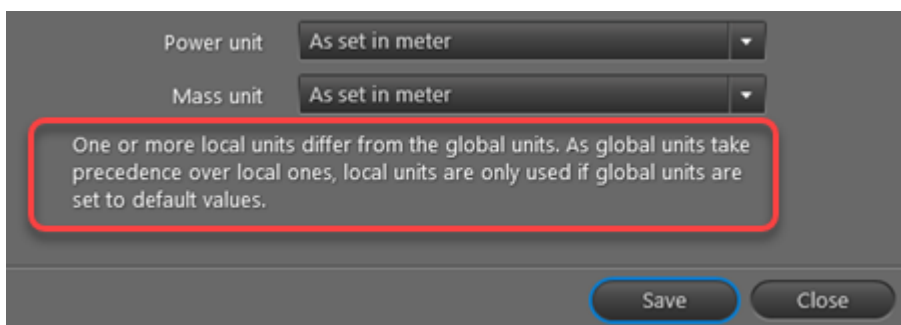 Power unit As set in meter
Mass unit As set in meter
One or more local units differ from the global units. As global units take
precedence over local ones, local units are only used if global units are
set to default values.
Save Close